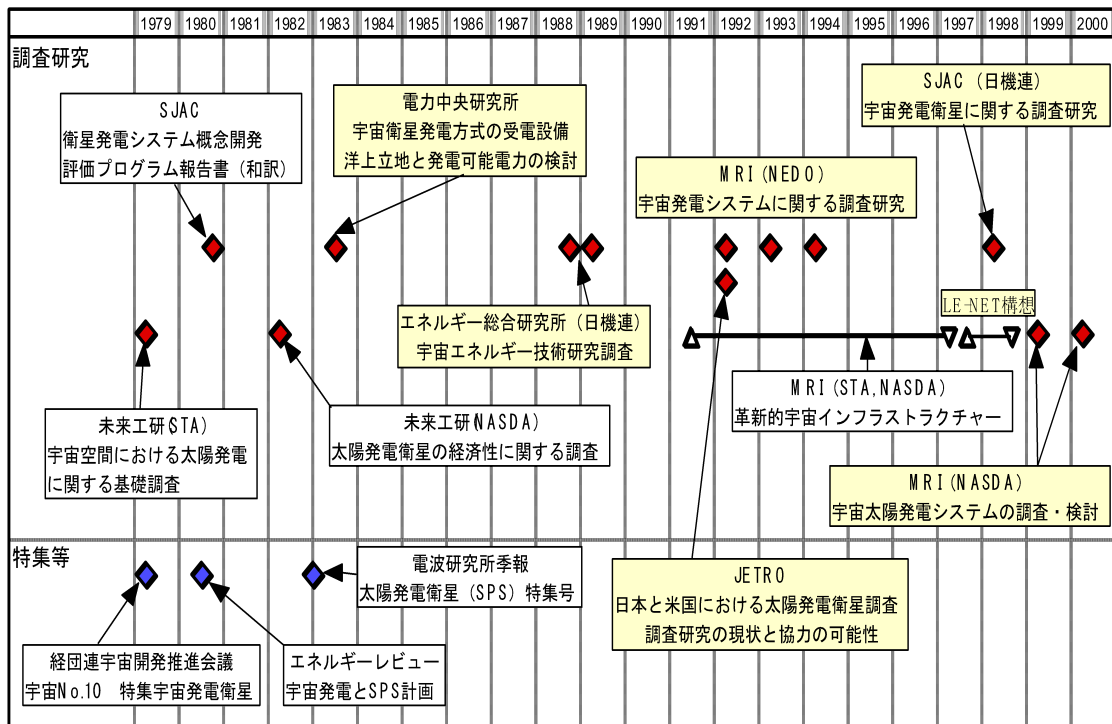 1979 1980 1981 1982 1983 1984 1985 1986 1987 1988 1989 1990 1991 1992 1993 1994 1995 1996 1997 1998 1999 2000
調査研究
SJAC
衛星発電システム概念開発
評価プログラム報告書（和訳）
電力中央研究所
宇宙衛星発電方式の受電設備
洋上立地と発電可能電力の検討
SJAC（日機連）
宇宙発電衛星に関する調査研究
MRI(NEDO)
宇宙発電システムに関する調査研究
エネルギー総合研究所（日機連）
宇宙エネルギー技術研究調査
LE-NET構想
MRI(STA,NASDA)
革新的宇宙インフラストラクチャー
未来工研(STA)
宇宙空間における太陽発電
に関する基礎調査
未来工研(NASDA)
太陽発電衛星の経済性に関する調査
MRI(NASDA)
宇宙太陽発電システムの調査・検討
特集等
電波研究所季報
太陽発電衛星（SPS）特集号
JETRO
日本と米国における太陽発電衛星調査
調査研究の現状と協力の可能性
経団連宇宙開発推進会議
宇宙No.10　特集宇宙発電衛星
エネルギーレビュー
宇宙発電とSPS計画